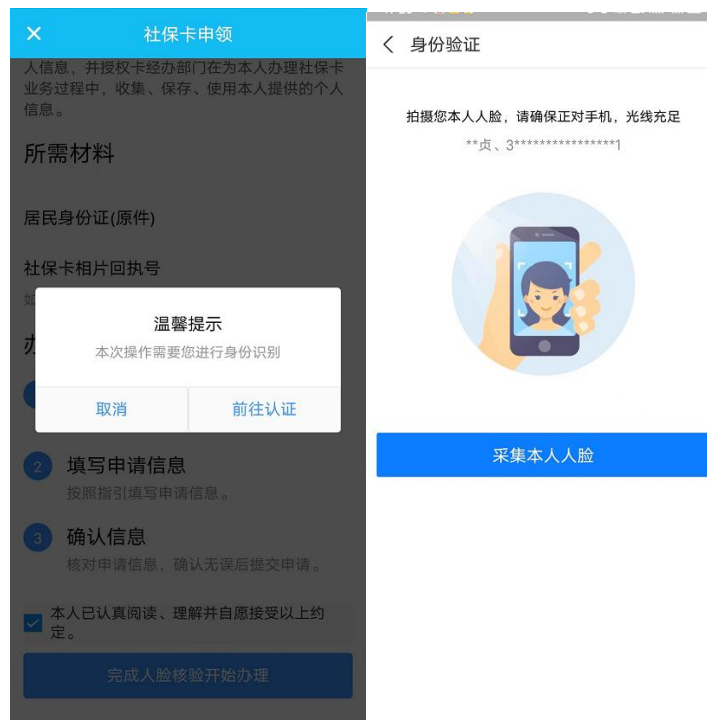 社保卡申领
人信息，并授权卡经办部门在为本人办理社保卡
业务过程中，收集、保存、使用本人提供的个人
信息。
所需材料
居民身份证(原件)
社保卡相片回执号
如
温馨提示
本次操作需要您进行身份识别
取消
前往认证
2 填写申请信息
按照指引填写申请信息。
3 确认信息
核对申请信息，确认无误后提交申请。
本人已认真阅读、理解并自愿接受以上约
定。
完成人脸核验开始办理
身份验证
拍摄您本人人脸，请确保正对手机，光线充足
**贞、3****************1
采集本人人脸